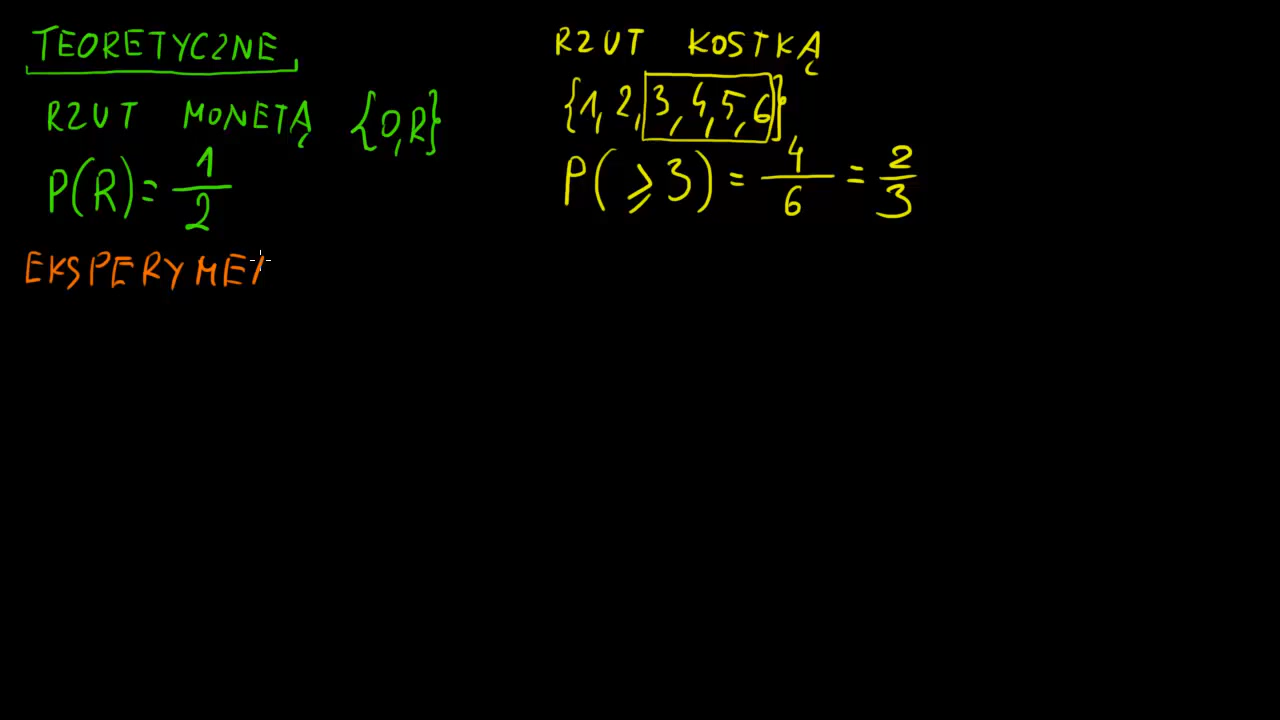 TEORETYCZNE
RZUT MONETĄ {O,R}
P(R) = 1/2
RZUT KOSTKĄ
{1, 2, 3, 4, 5, 6}
P(⩾3) = 4/6 = 2/3
EKSPERYME